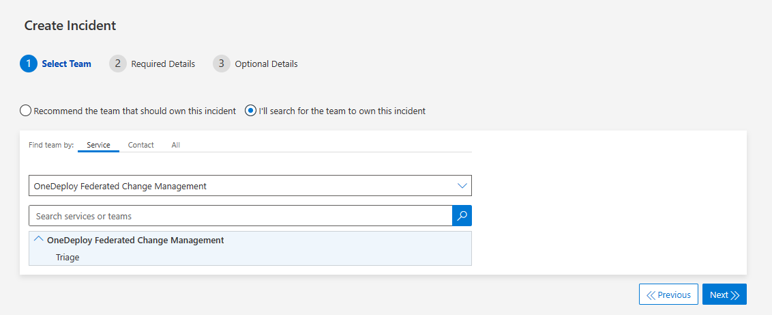 Create Incident
1 Select Team 2 Required Details 3 Optional Details
Recommend the team that should own this incident I'll search for the team to own this incident
Find team by: Service Contact All
OneDeploy Federated Change Management
Search services or teams
OneDeploy Federated Change Management
Triage
Previous Next